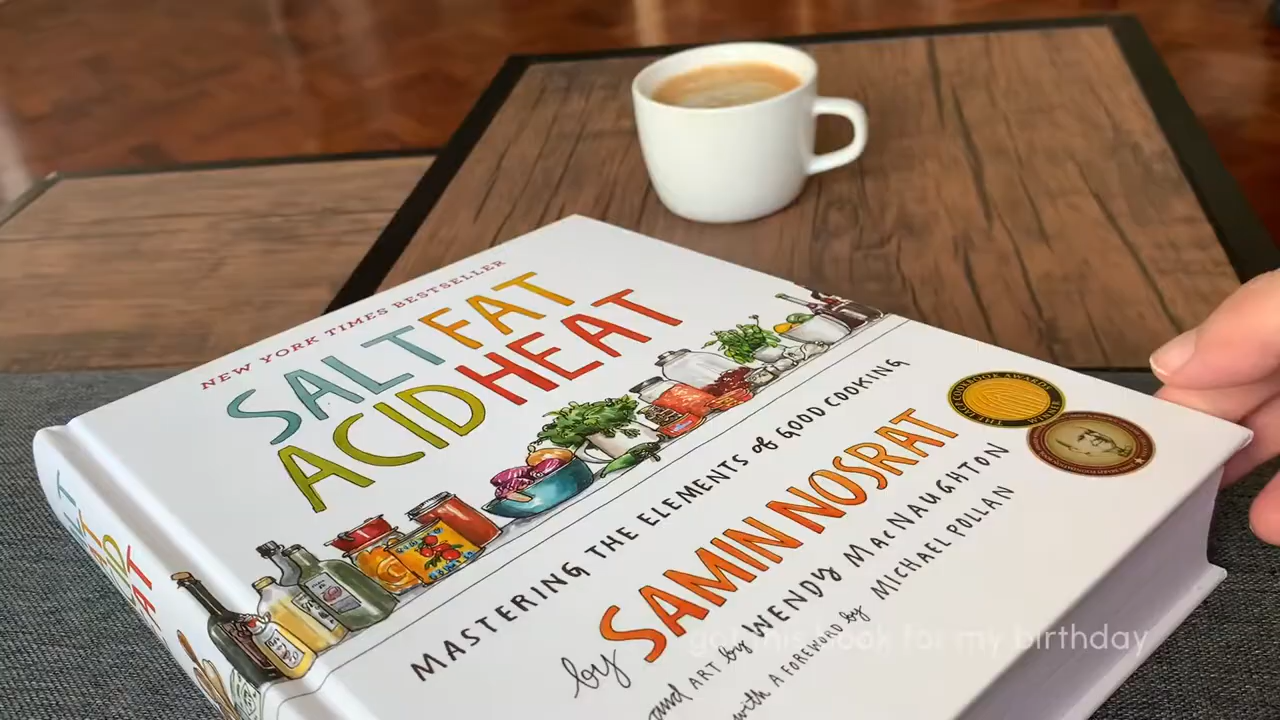 NEW YORK TIMES BESTSELLER
SALT FAT
ACID HEAT
MASTERING THE ELEMENTS of GOOD COOKING
by SAMIN NOSRAT
and ART by WENDY MACNAUGHTON
with A FOREWORD by MICHAEL POLLAN
got this book for my birthday